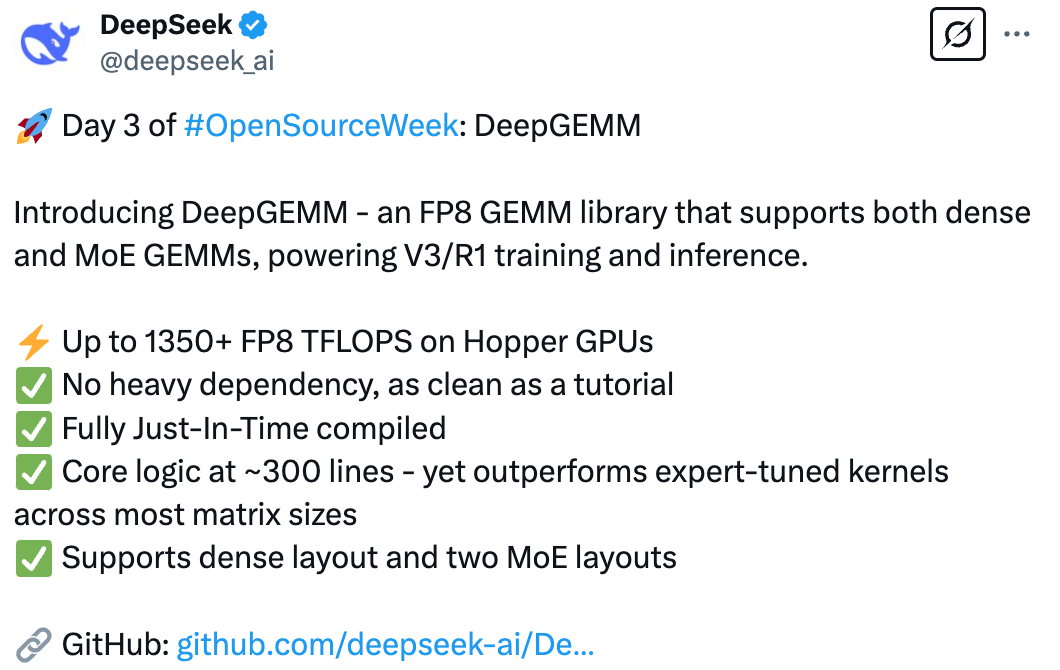 DeepSeek
@deepseek_ai
🚀 Day 3 of #OpenSourceWeek: DeepGEMM
Introducing DeepGEMM - an FP8 GEMM library that supports both dense
and MoE GEMMs, powering V3/R1 training and inference.
⚡ Up to 1350+ FP8 TFLOPS on Hopper GPUs
✅ No heavy dependency, as clean as a tutorial
✅ Fully Just-In-Time compiled
✅ Core logic at ~300 lines - yet outperforms expert-tuned kernels
across most matrix sizes
✅ Supports dense layout and two MoE layouts
🔗 GitHub: github.com/deepseek-ai/De...